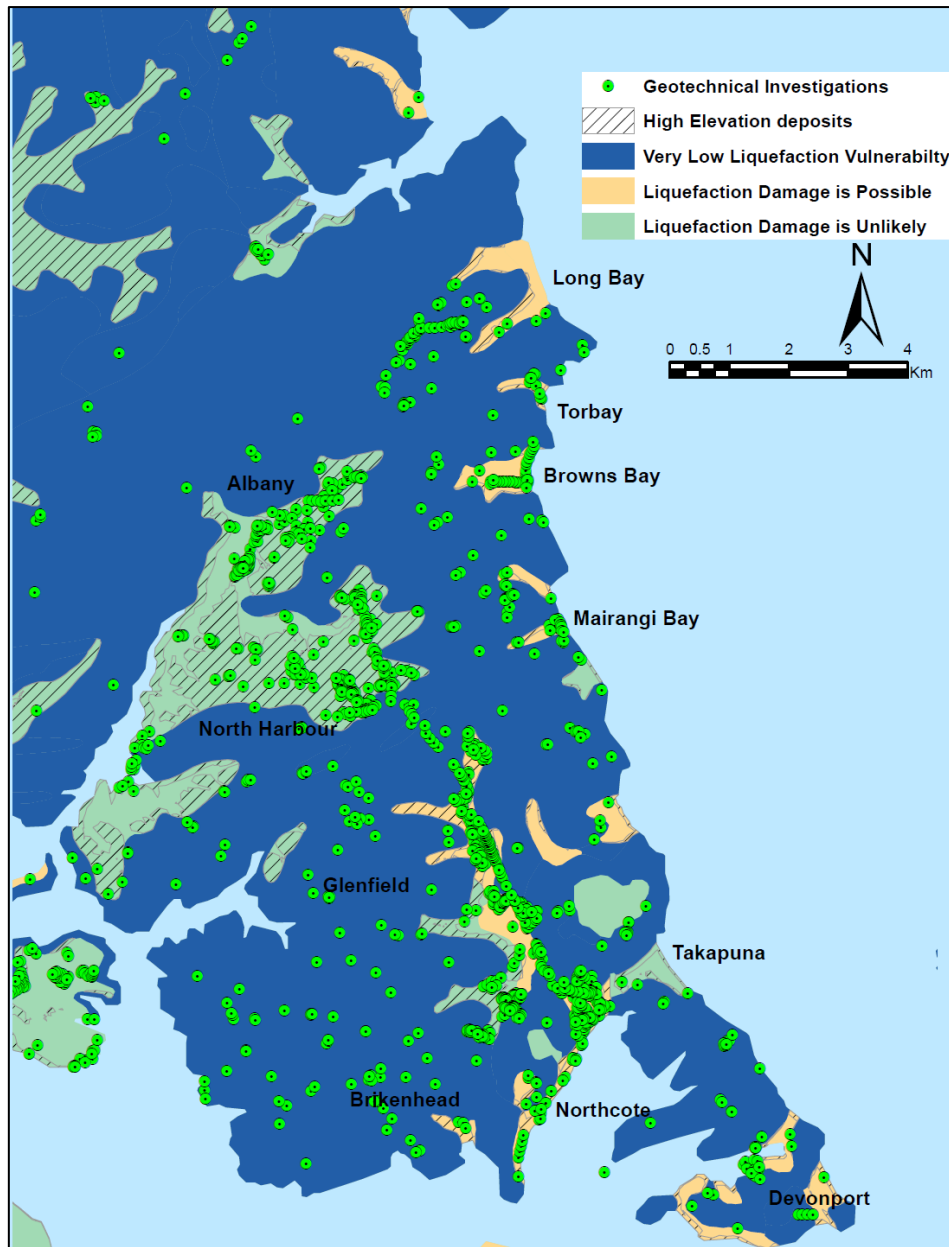 Geotechnical Investigations
High Elevation deposits
Very Low Liquefaction Vulnerabilty
Liquefaction Damage is Possible
Liquefaction Damage is Unlikely
N
Long Bay
0 0.5 1 2 3 4
Km
Torbay
Browns Bay
Albany
Mairangi Bay
North Harbour
Glenfield
Takapuna
Brikenhead
Northcote
Devonport